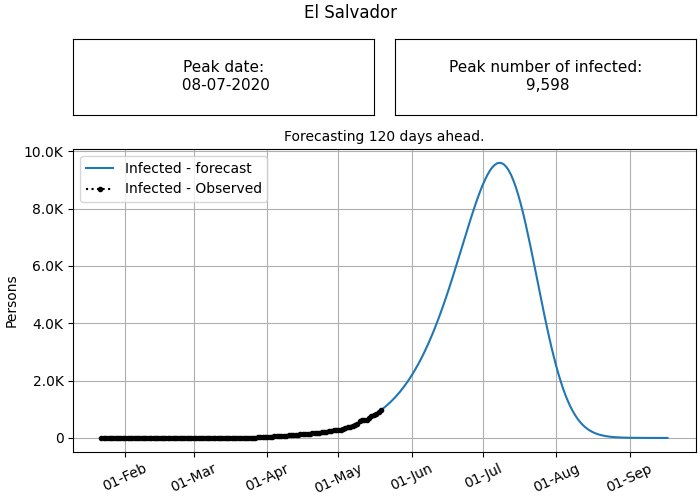 El Salvador
Peak date:
08-07-2020
Peak number of infected:
9,598
Forecasting 120 days ahead.
Infected - forecast
Infected - Observed
Persons
10.0K
8.0K
6.0K
4.0K
2.0K
0
01-Feb
01-Mar
01-Apr
01-May
01-Jun
01-Jul
01-Aug
01-Sep